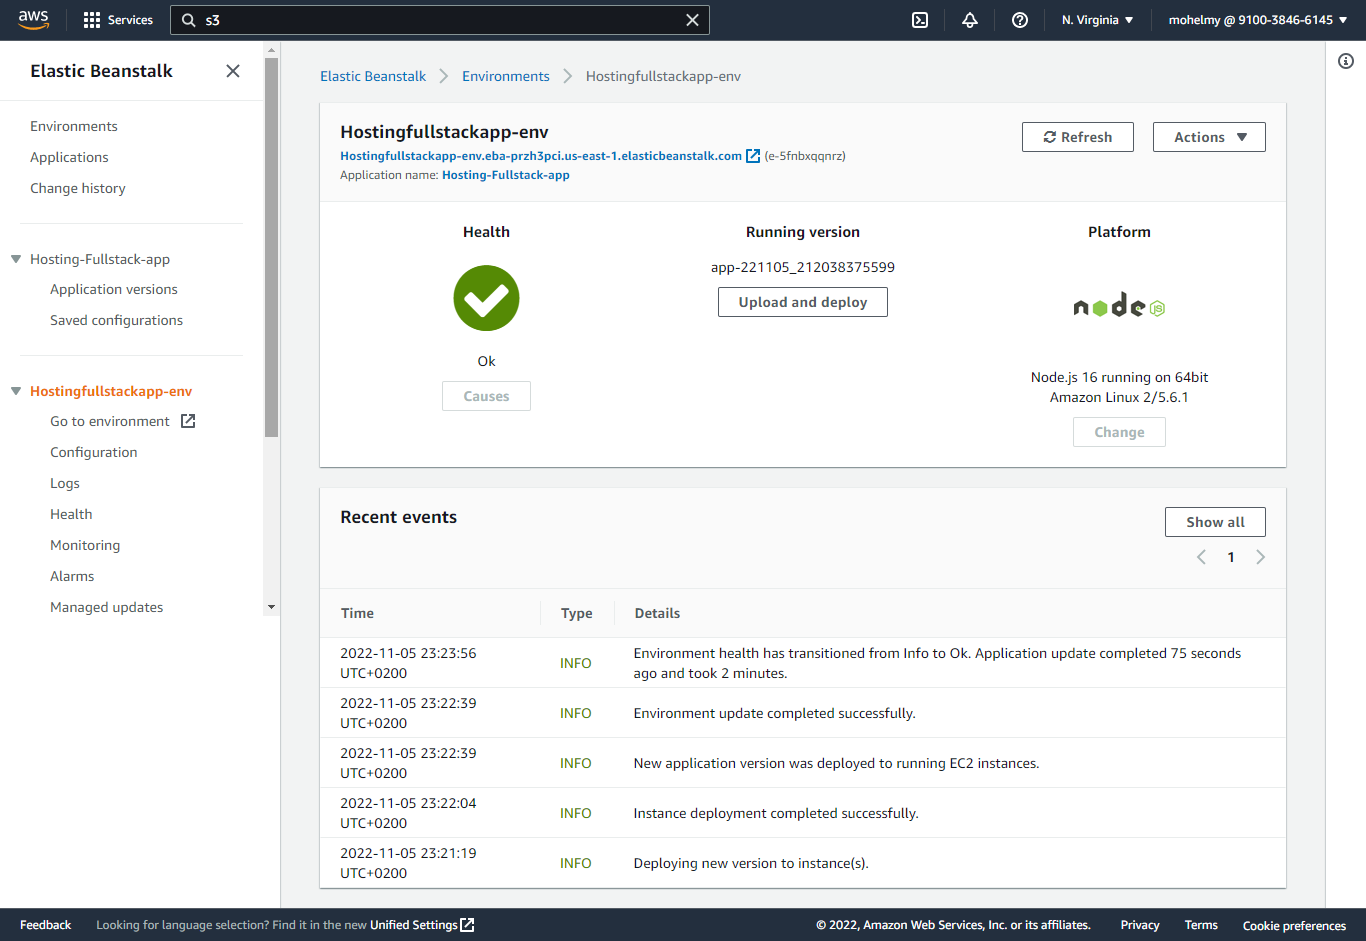 aws
Services
s3
N. Virginia
mohelmy @ 9100-3846-6145
Elastic Beanstalk
Environments
Applications
Change history
Hosting-Fullstack-app
Application versions
Saved configurations
Hostingfullstackapp-env
Go to environment
Configuration
Logs
Health
Monitoring
Alarms
Managed updates
Elastic Beanstalk
Environments
Hostingfullstackapp-env
Hostingfullstackapp-env
Hostingfullstackapp-env.eba-przh3pci.us-east-1.elasticbeanstalk.com (e-5fnbxqqnrz)
Application name: Hosting-Fullstack-app
Refresh
Actions
Health
Ok
Causes
Running version
app-221105_212038375599
Upload and deploy
Platform
node JS
Node.js 16 running on 64bit
Amazon Linux 2/5.6.1
Change
Recent events
Show all
1
Time Type Details
2022-11-05 23:23:56
UTC+0200
INFO
Environment health has transitioned from Info to Ok. Application update completed 75 seconds
ago and took 2 minutes.
2022-11-05 23:22:39
UTC+0200
INFO
Environment update completed successfully.
2022-11-05 23:22:39
UTC+0200
INFO
New application version was deployed to running EC2 instances.
2022-11-05 23:22:04
UTC+0200
INFO
Instance deployment completed successfully.
2022-11-05 23:21:19
UTC+0200
INFO
Deploying new version to instance(s).
Feedback
Looking for language selection? Find it in the new Unified Settings
© 2022, Amazon Web Services, Inc. or its affiliates.
Privacy
Terms
Cookie preferences